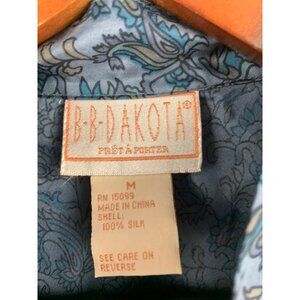 B·B·DAKOTA®
PRÊT À PORTER
M
RN 15099
MADE IN CHINA
SHELL:
100% SILK
SEE CARE ON
REVERSE